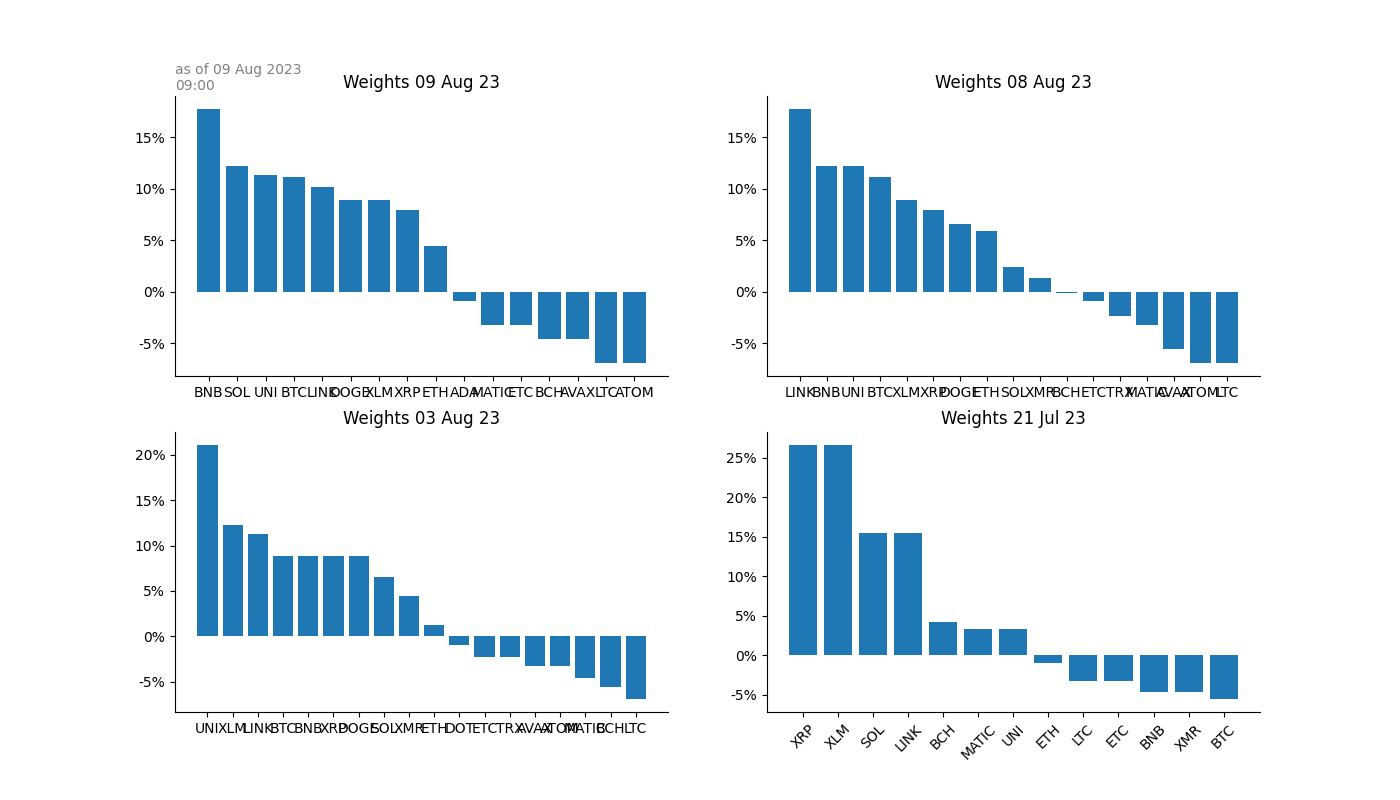 as of 09 Aug 2023
09:00
Weights 09 Aug 23
15%
10%
5%
0%
-5%
BNB SOL UNI BTC LINK DOGE XLM XRP ETH ADA MATIC ETC BCH AVAX LTC ATOM
Weights 08 Aug 23
15%
10%
5%
0%
-5%
LINK BNB UNI BTC XLM XRP DOGE ETH SOL XMR BCH ETC TRX MATIC AVAX ATOM LTC
Weights 03 Aug 23
20%
15%
10%
5%
0%
-5%
UNI XLM LINK BTC BNB XRP DOGE SOL XMR ETH DOT ETC TRX AVAX ATOM MATIC BCH LTC
Weights 21 Jul 23
25%
20%
15%
10%
5%
0%
-5%
XRP XLM SOL LINK BCH MATIC UNI ETH LTC ETC BNB XMR BTC